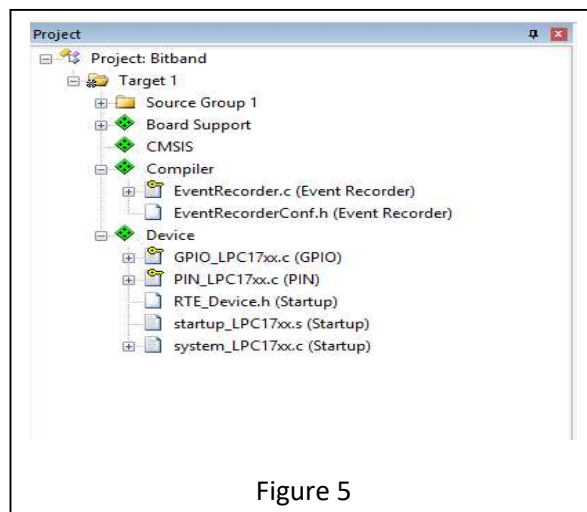 Project
Project: Bitband
Target 1
Source Group 1
Board Support
CMSIS
Compiler
EventRecorder.c (Event Recorder)
EventRecorderConf.h (Event Recorder)
Device
GPIO_LPC17xx.c (GPIO)
PIN_LPC17xx.c (PIN)
RTE_Device.h (Startup)
startup_LPC17xx.s (Startup)
system_LPC17xx.c (Startup)
Figure 5